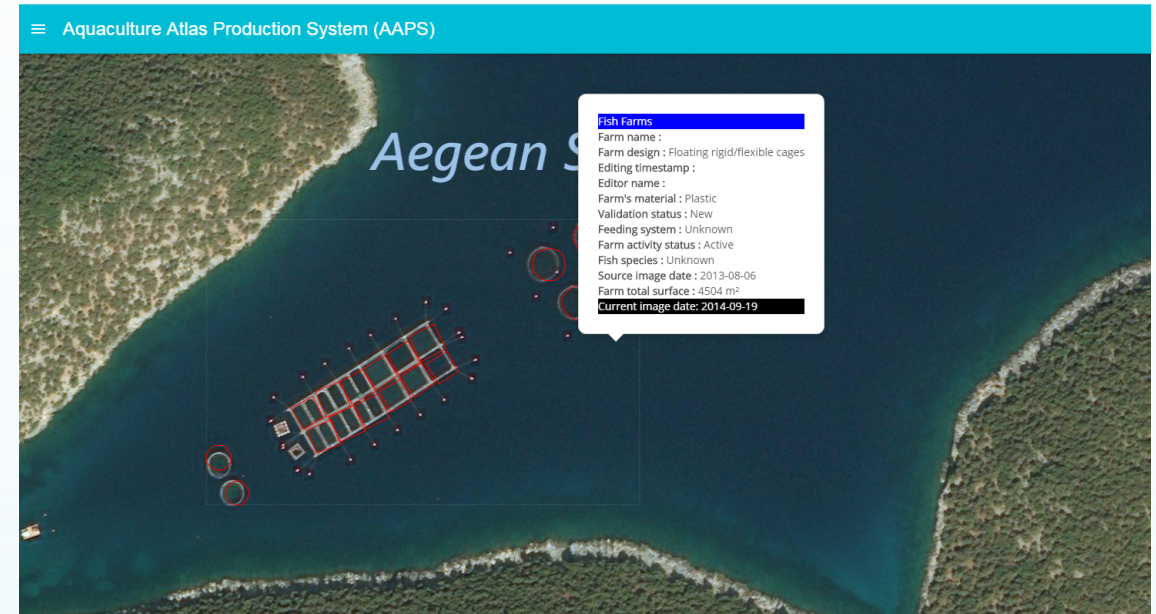 Aquaculture Atlas Production System (AAPS)
Aegean S
Fish Farms
Farm name :
Farm design : Floating rigid/flexible cages
Editing timestamp :
Editor name :
Farm's material : Plastic
Validation status : New
Feeding system : Unknown
Farm activity status : Active
Fish species : Unknown
Source image date : 2013-08-06
Farm total surface : 4504 m²
Current image date: 2014-09-19